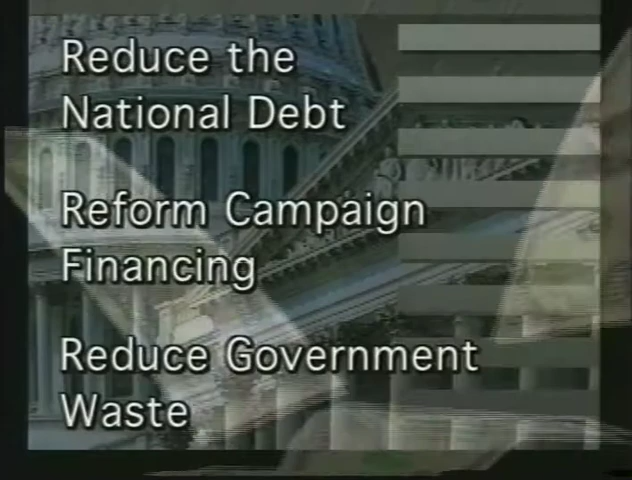 Reduce the
National Debt
Reform Campaign
Financing
Reduce Government
Waste